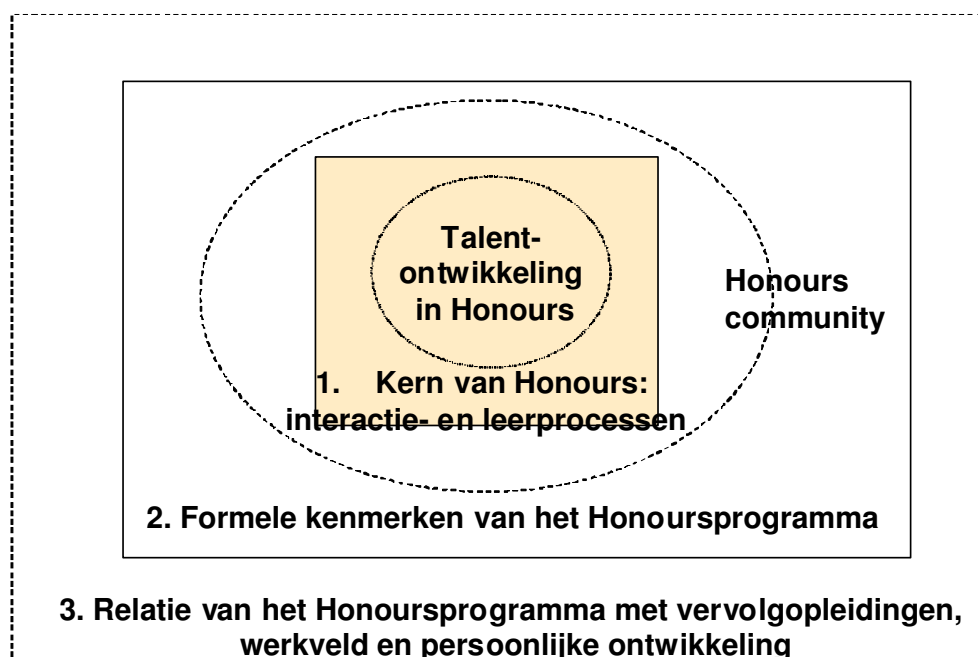 Talent-
ontwikkeling
in Honours
Honours
community
1. Kern van Honours:
interactie- en leerprocessen
2. Formele kenmerken van het Honoursprogramma
3. Relatie van het Honoursprogramma met vervolgopleidingen,
werkveld en persoonlijke ontwikkeling